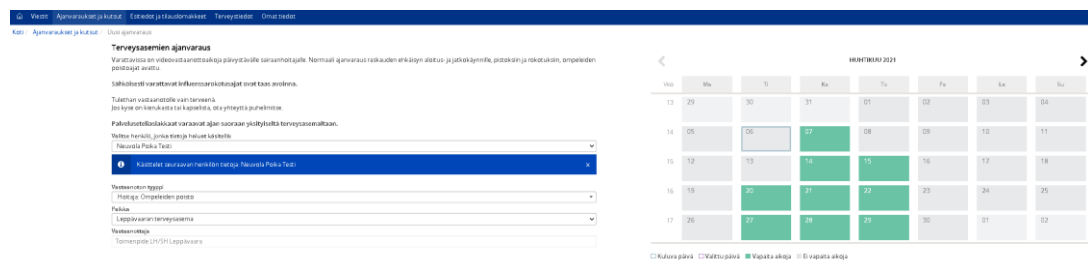 Viestit Ajanvaraukset ja kutsut Esitiedot ja tilauslomakkeet Terveystiedot Omat tiedot
Koti / Ajanvaraukset ja kutsut / Uusi ajanvaraus
Terveysasemien ajanvaraus
Varattavissa on videovastaanottoaikoja päivystävälle sairaanhoitajalle. Normaali ajanvaraus raskauden ehkäisyn aloitus- ja jatkokäynnille, pistoksiin ja rokotuksiin, ompeleiden
poistoajat avattu.
Sähköisesti varattavat influenssarokotusajat ovat taas avoinna.
Tulethan vastaanotolle vain terveenä.
Jos kyse on kierukasta tai kapselista, ota yhteyttä puhelimitse.
Palveluseteliasiakkaat varaavat ajan suoraan yksityiseltä terveysasemaltaan.
Valitse henkilö, jonka tietoja haluat käsitellä:
Neuvola Poika Testi
Käsittelet seuraavan henkilön tietoja: Neuvola Poika Testi ×
Vastaanoton tyyppi
Hoitaja: Ompeleiden poisto
Paikka
Leppävaaran terveysasema
Vastaanottaja
Toimenpide LH/SH Leppävaara
HUHTIKUU 2021
Vko Ma Ti Ke To Pe La Su
13 29 30 31 01 02 03 04
14 05 06 07 08 09 10 11
15 12 13 14 15 16 17 18
16 19 20 21 22 23 24 25
17 26 27 28 29 30 01 02
Kuluva päivä Valittu päivä Vapaita aikoja Ei vapaita aikoja